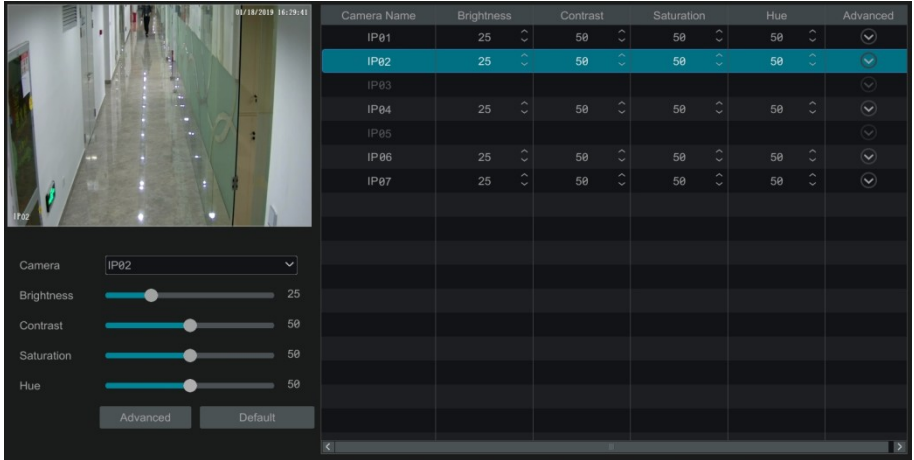 01/18/2019 16:29:41
IP02
Camera IP02
Brightness 25
Contrast 50
Saturation 50
Hue 50
Advanced Default
Camera Name Brightness Contrast Saturation Hue Advanced
IP01 25 50 50 50
IP02 25 50 50 50
IP03
IP04 25 50 50 50
IP05
IP06 25 50 50 50
IP07 25 50 50 50